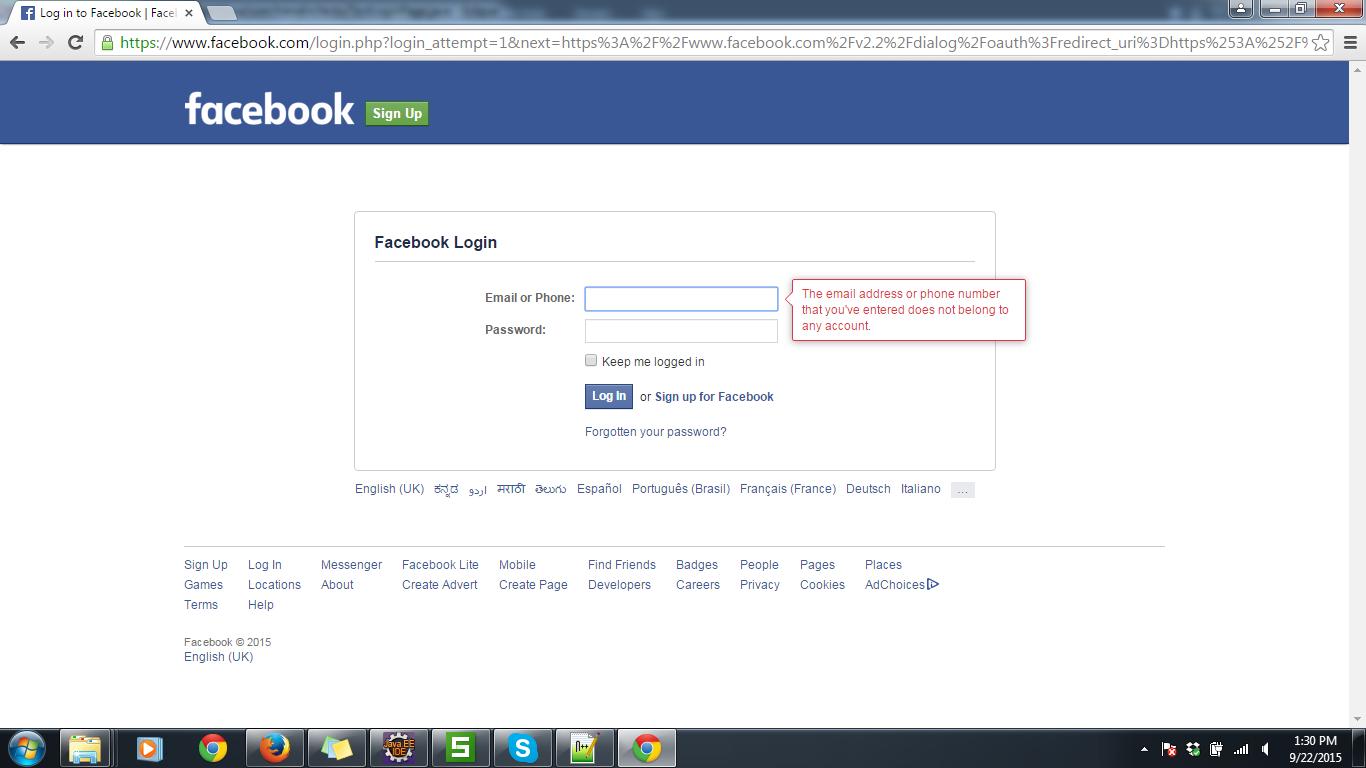 Log in to Facebook | Face
https://www.facebook.com/login.php?login_attempt=1&next=https%3A%2F%2Fwww.facebook.com%2Fv2.2%2Fdialog%2Foauth%3Fredirect_uri%3Dhttps%253A%252F%
facebook Sign Up
Facebook Login
Email or Phone:
The email address or phone number
that you've entered does not belong to
any account.
Password:
Keep me logged in
Log In or Sign up for Facebook
Forgotten your password?
English (UK) ಕನ್ನಡ اردو मराठी తెలుగు Español Português (Brasil) Français (France) Deutsch Italiano ...
Sign Up Log In Messenger Facebook Lite Mobile Find Friends Badges People Pages Places
Games Locations About Create Advert Create Page Developers Careers Privacy Cookies AdChoices
Terms Help
Facebook © 2015
English (UK)
Java EE
IDE
S
1:30 PM
9/22/2015